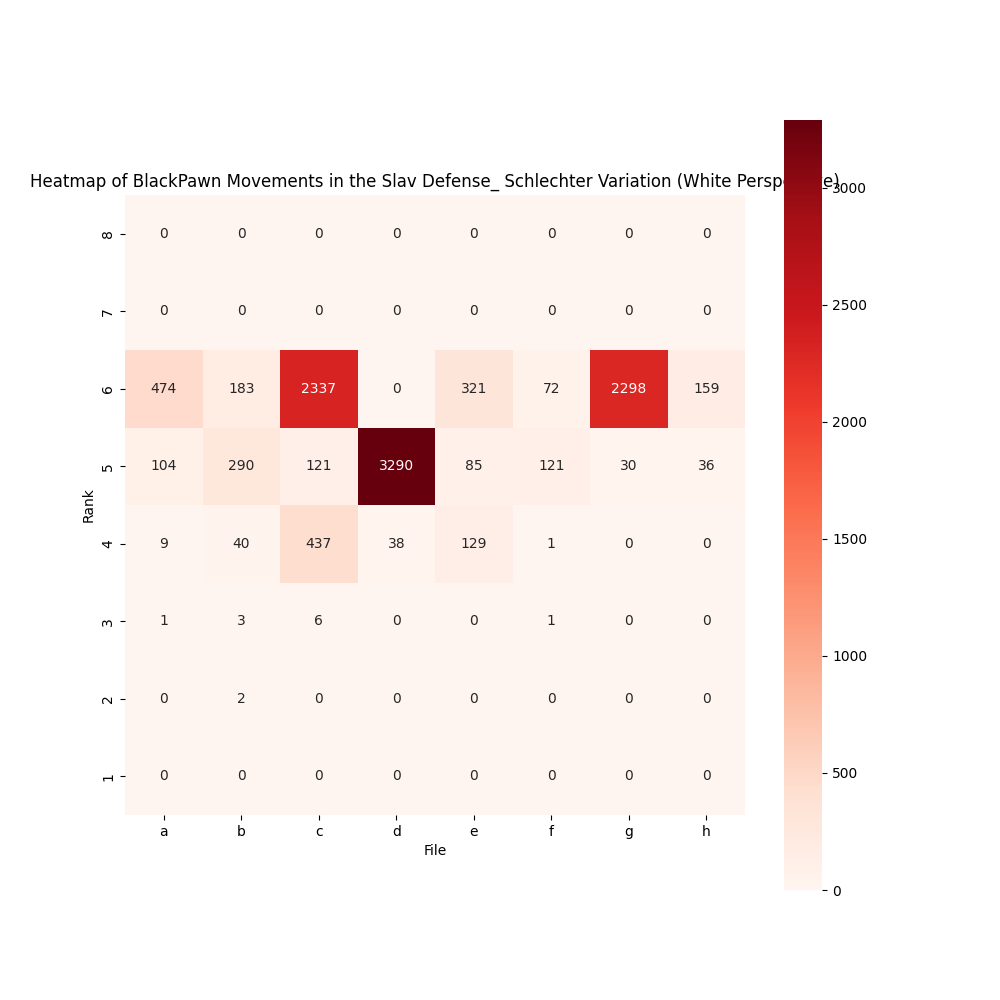 Heatmap of BlackPawn Movements in the Slav Defense_ Schlechter Variation (White Perspe e)
3000
8 0 0 0 0 0 0 0 0
7 0 0 0 0 0 0 0 0
2500
6 474 183 2337 0 321 72 2298 159
2000
5 104 290 121 3290 85 121 30 36
Rank
1500
4 9 40 437 38 129 1 0 0
3 1 3 6 0 0 1 0 0
1000
2 0 2 0 0 0 0 0 0
1 0 0 0 0 0 0 0 0
500
a b c d e f g h
File
0